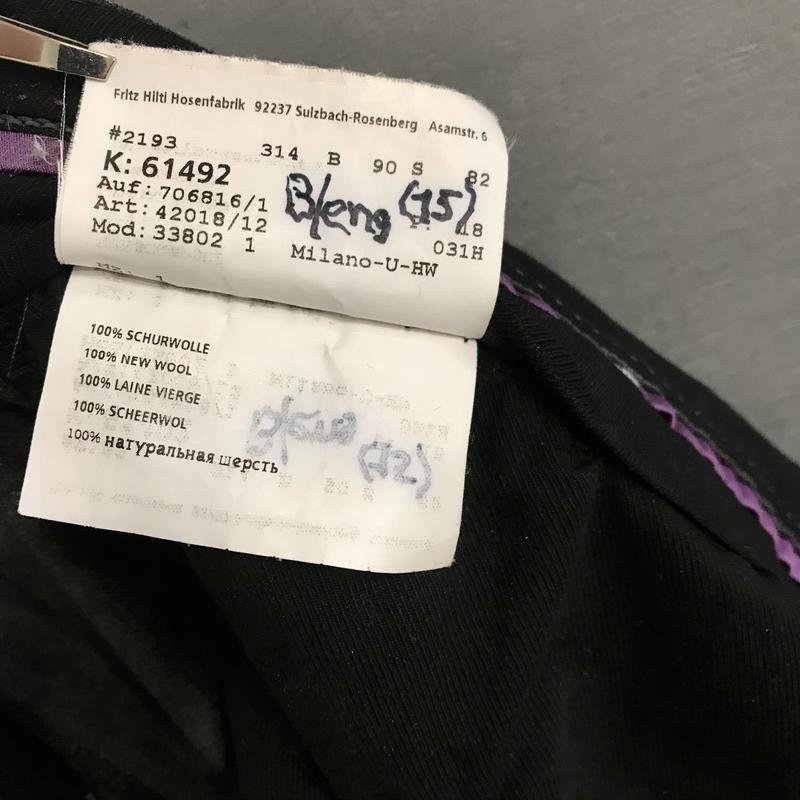 Fritz Hilti Hosenfabrik 92237 Sulzbach-Rosenberg Asamstr. 6
#2193 314 B 90 S 82
K: 61492
Auf: 706816/1 B/eng (15) 18
Art: 42018/12 031H
Mod: 33802 1 Milano-U-HW
100% SCHURWOLLE
100% NEW WOOL
100% LAINE VIERGE
100% SCHEERWOL
100% натуральная шерсть